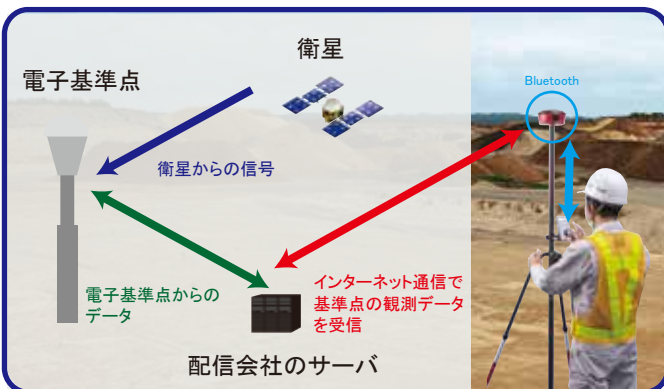 衛星
電子基準点
Bluetooth
衛星からの信号
電子基準点からの
データ
インターネット通信で
基準点の観測データ
を受信
配信会社のサーバ